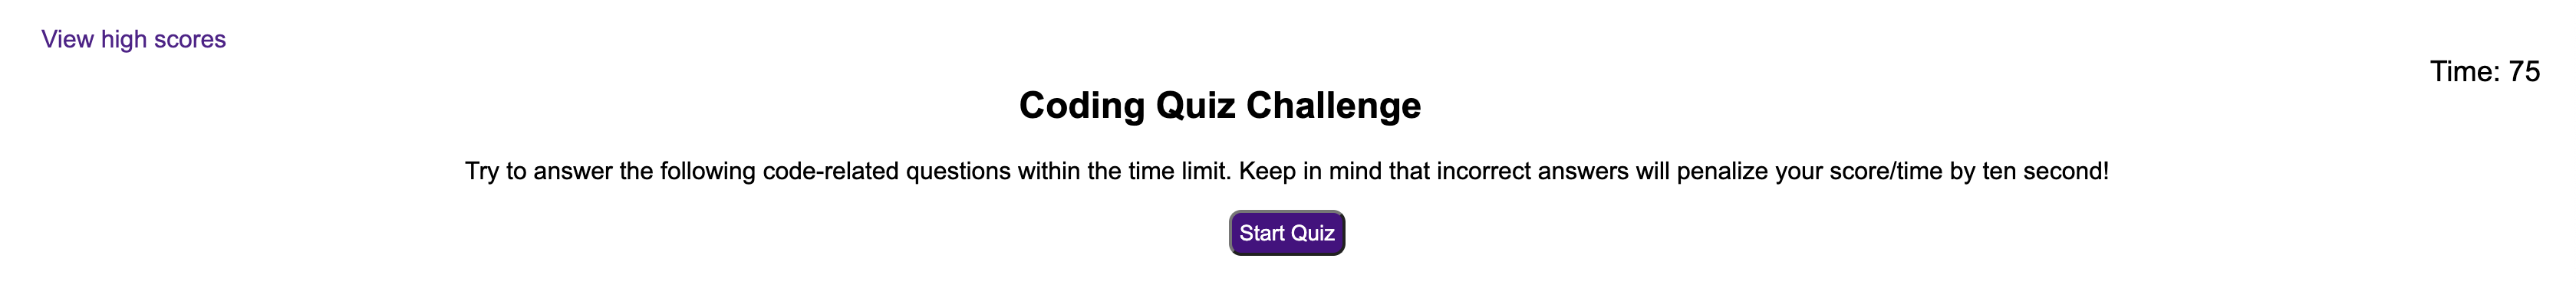 View high scores
Time: 75
Coding Quiz Challenge
Try to answer the following code-related questions within the time limit. Keep in mind that incorrect answers will penalize your score/time by ten second!
Start Quiz